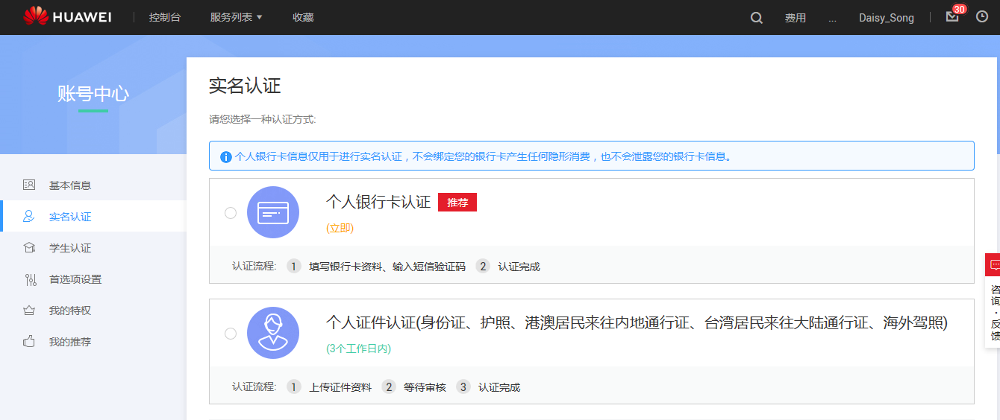 HUAWEI 控制台 服务列表 收藏 费用 ... Daisy_Song 30
账号中心
基本信息
实名认证
学生认证
首选项设置
我的特权
我的推荐
实名认证
请您选择一种认证方式:
个人银行卡信息仅用于进行实名认证，不会绑定您的银行卡产生任何隐形消费，也不会泄露您的银行卡信息。
个人银行卡认证 推荐
(立即)
认证流程: 1 填写银行卡资料、输入短信验证码 2 认证完成
个人证件认证(身份证、护照、港澳居民来往内地通行证、台湾居民来往大陆通行证、海外驾照)
(3个工作日内)
认证流程: 1 上传证件资料 2 等待审核 3 认证完成
咨询·反馈